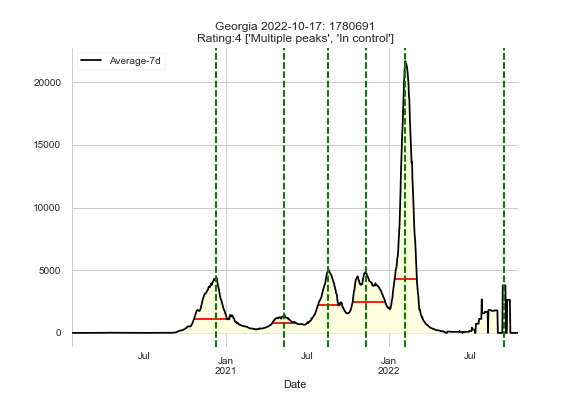 Georgia 2022-10-17: 1780691
Rating:4 ['Multiple peaks', 'In control']
Average-7d
20000
15000
10000
5000
0
Jul
Jan
2021
Jul
Jan
2022
Jul
Date